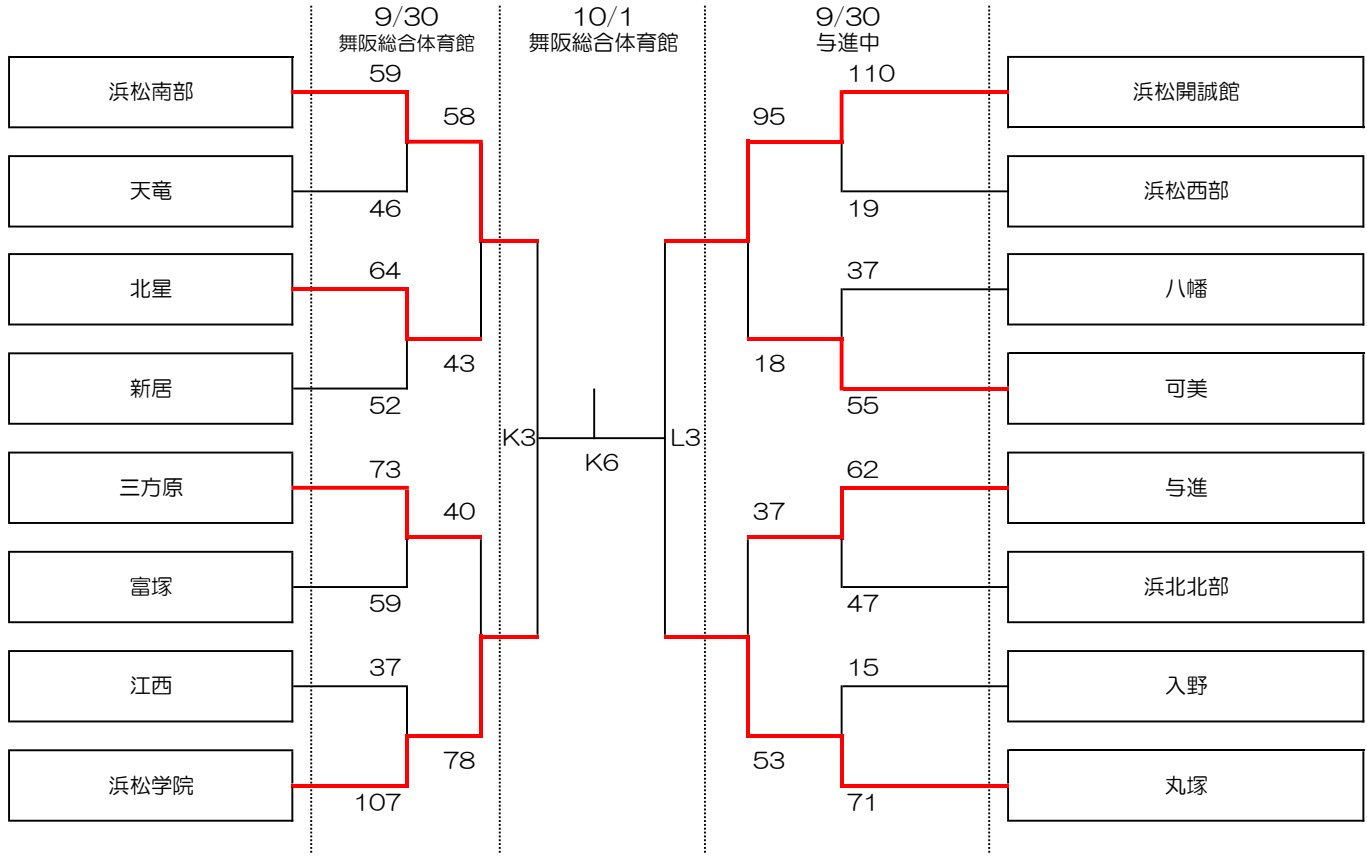 9/30
舞阪総合体育館
10/1
舞阪総合体育館
9/30
与進中
浜松南部
59
58
天竜
46
北星
64
43
新居
52
三方原
73
40
富塚
59
江西
37
78
浜松学院
107
K3
K6
L3
110
浜松開誠館
95
19
浜松西部
37
八幡
18
55
可美
62
与進
37
47
浜北北部
15
入野
53
71
丸塚